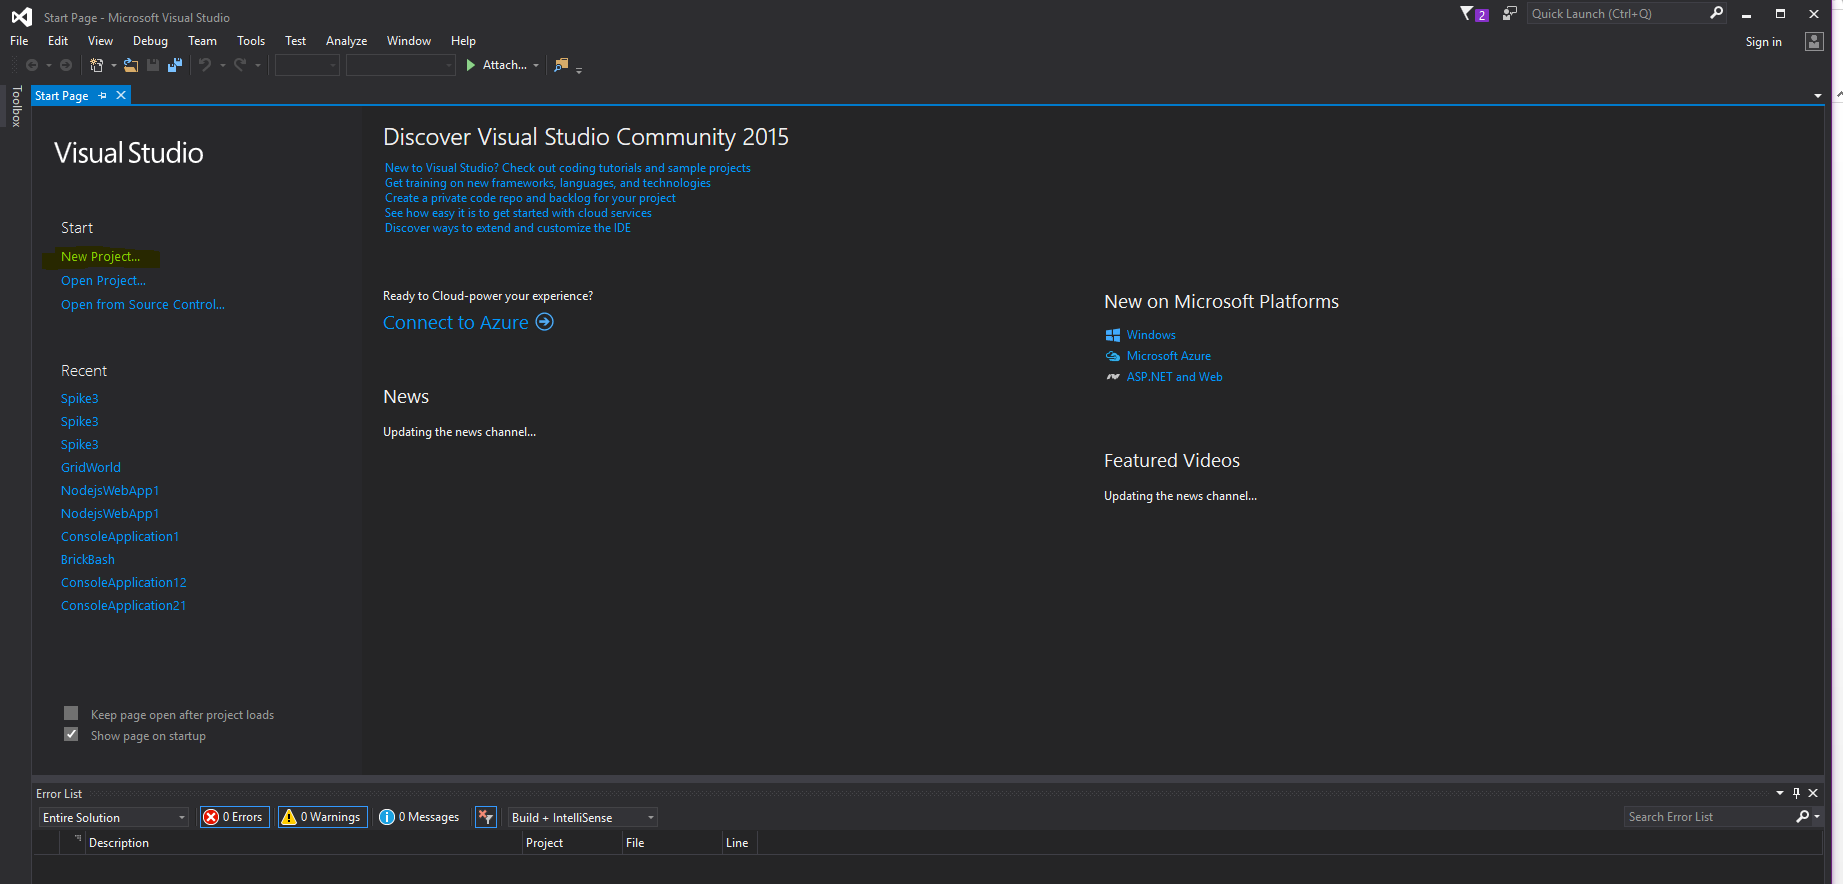 Start Page - Microsoft Visual Studio
2
Quick Launch (Ctrl+Q)
File Edit View Debug Team Tools Test Analyze Window Help
Sign in
Attach...
Toolbox
Start Page
Visual Studio
Start
New Project...
Open Project...
Open from Source Control...
Recent
Spike3
Spike3
Spike3
GridWorld
NodejsWebApp1
NodejsWebApp1
ConsoleApplication1
BrickBash
ConsoleApplication12
ConsoleApplication21
Keep page open after project loads
Show page on startup
Discover Visual Studio Community 2015
New to Visual Studio? Check out coding tutorials and sample projects
Get training on new frameworks, languages, and technologies
Create a private code repo and backlog for your project
See how easy it is to get started with cloud services
Discover ways to extend and customize the IDE
Ready to Cloud-power your experience?
Connect to Azure
News
Updating the news channel...
New on Microsoft Platforms
Windows
Microsoft Azure
ASP.NET and Web
Featured Videos
Updating the news channel...
Error List
Entire Solution 0 Errors 0 Warnings 0 Messages Build + IntelliSense Search Error List
Description Project File Line